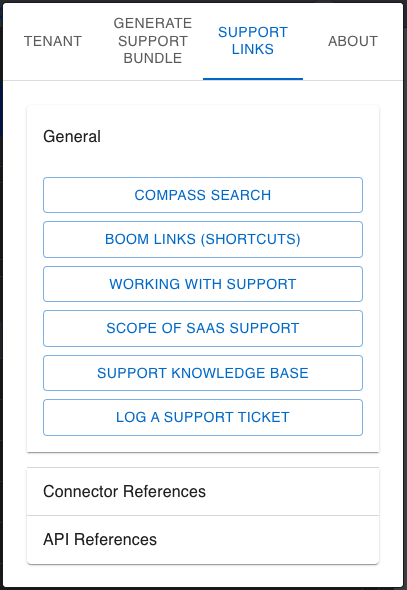 TENANT
GENERATE
SUPPORT
BUNDLE
SUPPORT
LINKS
ABOUT
General
COMPASS SEARCH
BOOM LINKS (SHORTCUTS)
WORKING WITH SUPPORT
SCOPE OF SAAS SUPPORT
SUPPORT KNOWLEDGE BASE
LOG A SUPPORT TICKET
Connector References
API References